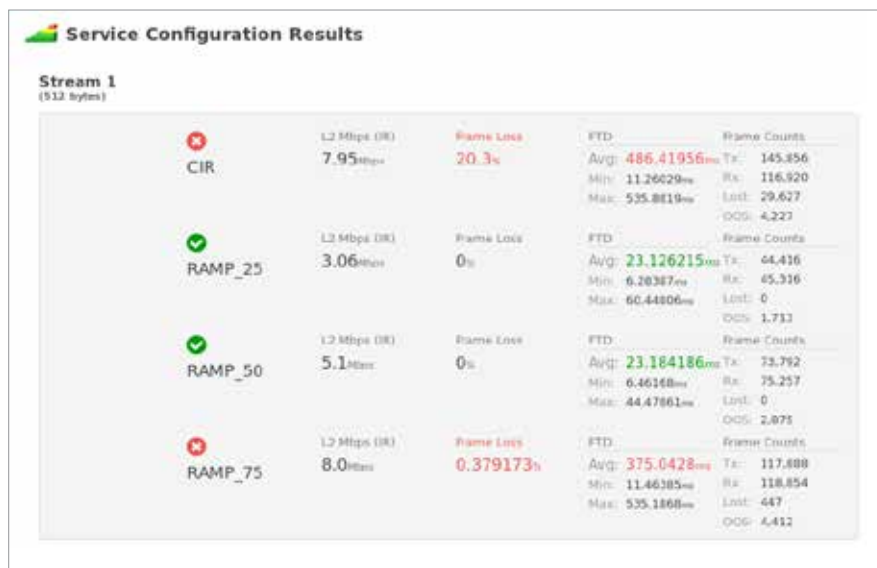 Service Configuration Results
Stream 1
(512 bytes)
CIR
L2 Mbps (IR)
7.95Mbps
Frame Loss
20.3%
FTD
Avg: 486.41956ms
Min: 11.26029ms
Max: 535.8819ms
Frame Counts
Tx: 145,856
Rx: 116,920
Lost: 29,627
OOS: 4,227
RAMP_25
L2 Mbps (IR)
3.06Mbps
Frame Loss
0%
FTD
Avg: 23.126215ms
Min: 6.28387ms
Max: 60.44806ms
Frame Counts
Tx: 44,416
Rx: 45,316
Lost: 0
OOS: 1,713
RAMP_50
L2 Mbps (IR)
5.1Mbps
Frame Loss
0%
FTD
Avg: 23.184186ms
Min: 6.46168ms
Max: 44.47861ms
Frame Counts
Tx: 73,792
Rx: 75,257
Lost: 0
OOS: 2,875
RAMP_75
L2 Mbps (IR)
8.0Mbps
Frame Loss
0.379173%
FTD
Avg: 375.0428ms
Min: 11.46385ms
Max: 535.1868ms
Frame Counts
Tx: 117,888
Rx: 118,854
Lost: 447
OOS: 4,412